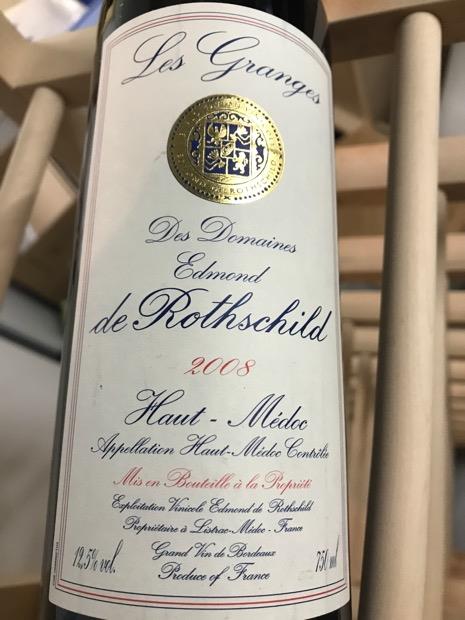 Les Granges
Des Domaines
Edmond
de Rothschild
2008
Haut - Médoc
Appellation Haut-Médoc Contrôlée
Mis en Bouteille à la Propriété
Exploitation Vinicole Edmond de Rothschild
Propriétaire à Listrac-Médoc - France
12,5% vol.
Grand Vin de Bordeaux
750 ml
Produce of France